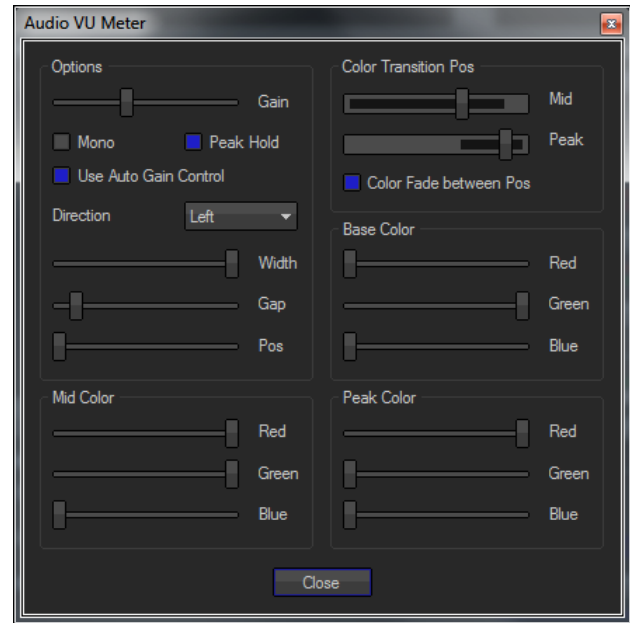 Audio VU Meter
Options
Gain
Mono
Peak Hold
Use Auto Gain Control
Direction
Left
Width
Gap
Pos
Color Transition Pos
Mid
Peak
Color Fade between Pos
Base Color
Red
Green
Blue
Mid Color
Red
Green
Blue
Peak Color
Red
Green
Blue
Close